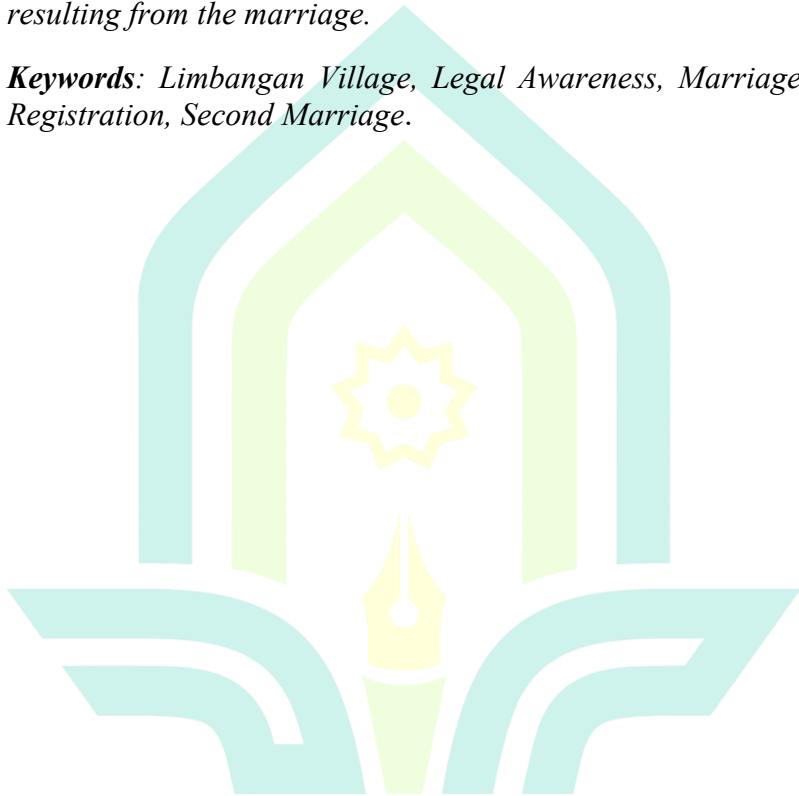 resulting from the marriage.
Keywords: Limbangan Village, Legal Awareness, Marriage
Registration, Second Marriage.